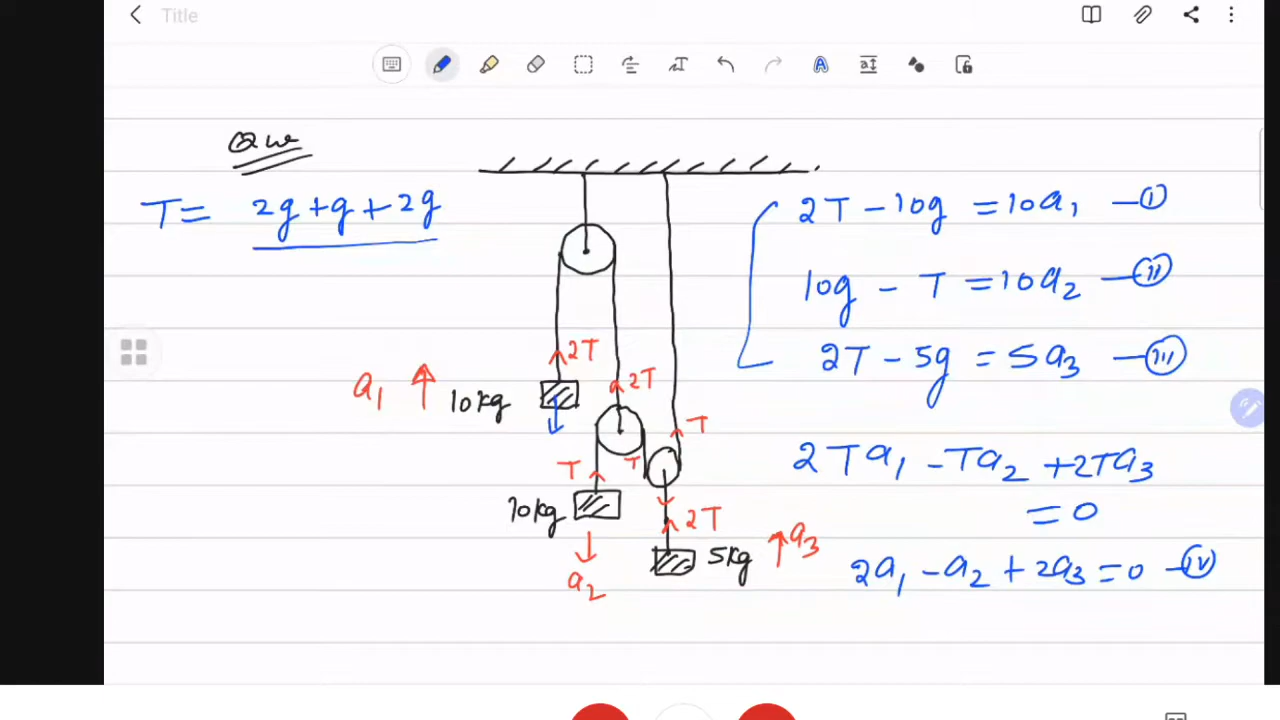 Title
Que
T= 2g+g+2g
2T-10g = 10a₁ -(i)
10g - T = 10a₂ -(ii)
2T-5g = 5a₃ -(iii)
2T
2T
a₁
10kg
T
T
T
10kg
2T
5kg
a₃
a₂
2Ta₁ -Ta₂ +2Ta₃
= 0
2a₁ -a₂ + 2a₃ = 0 -(iv)